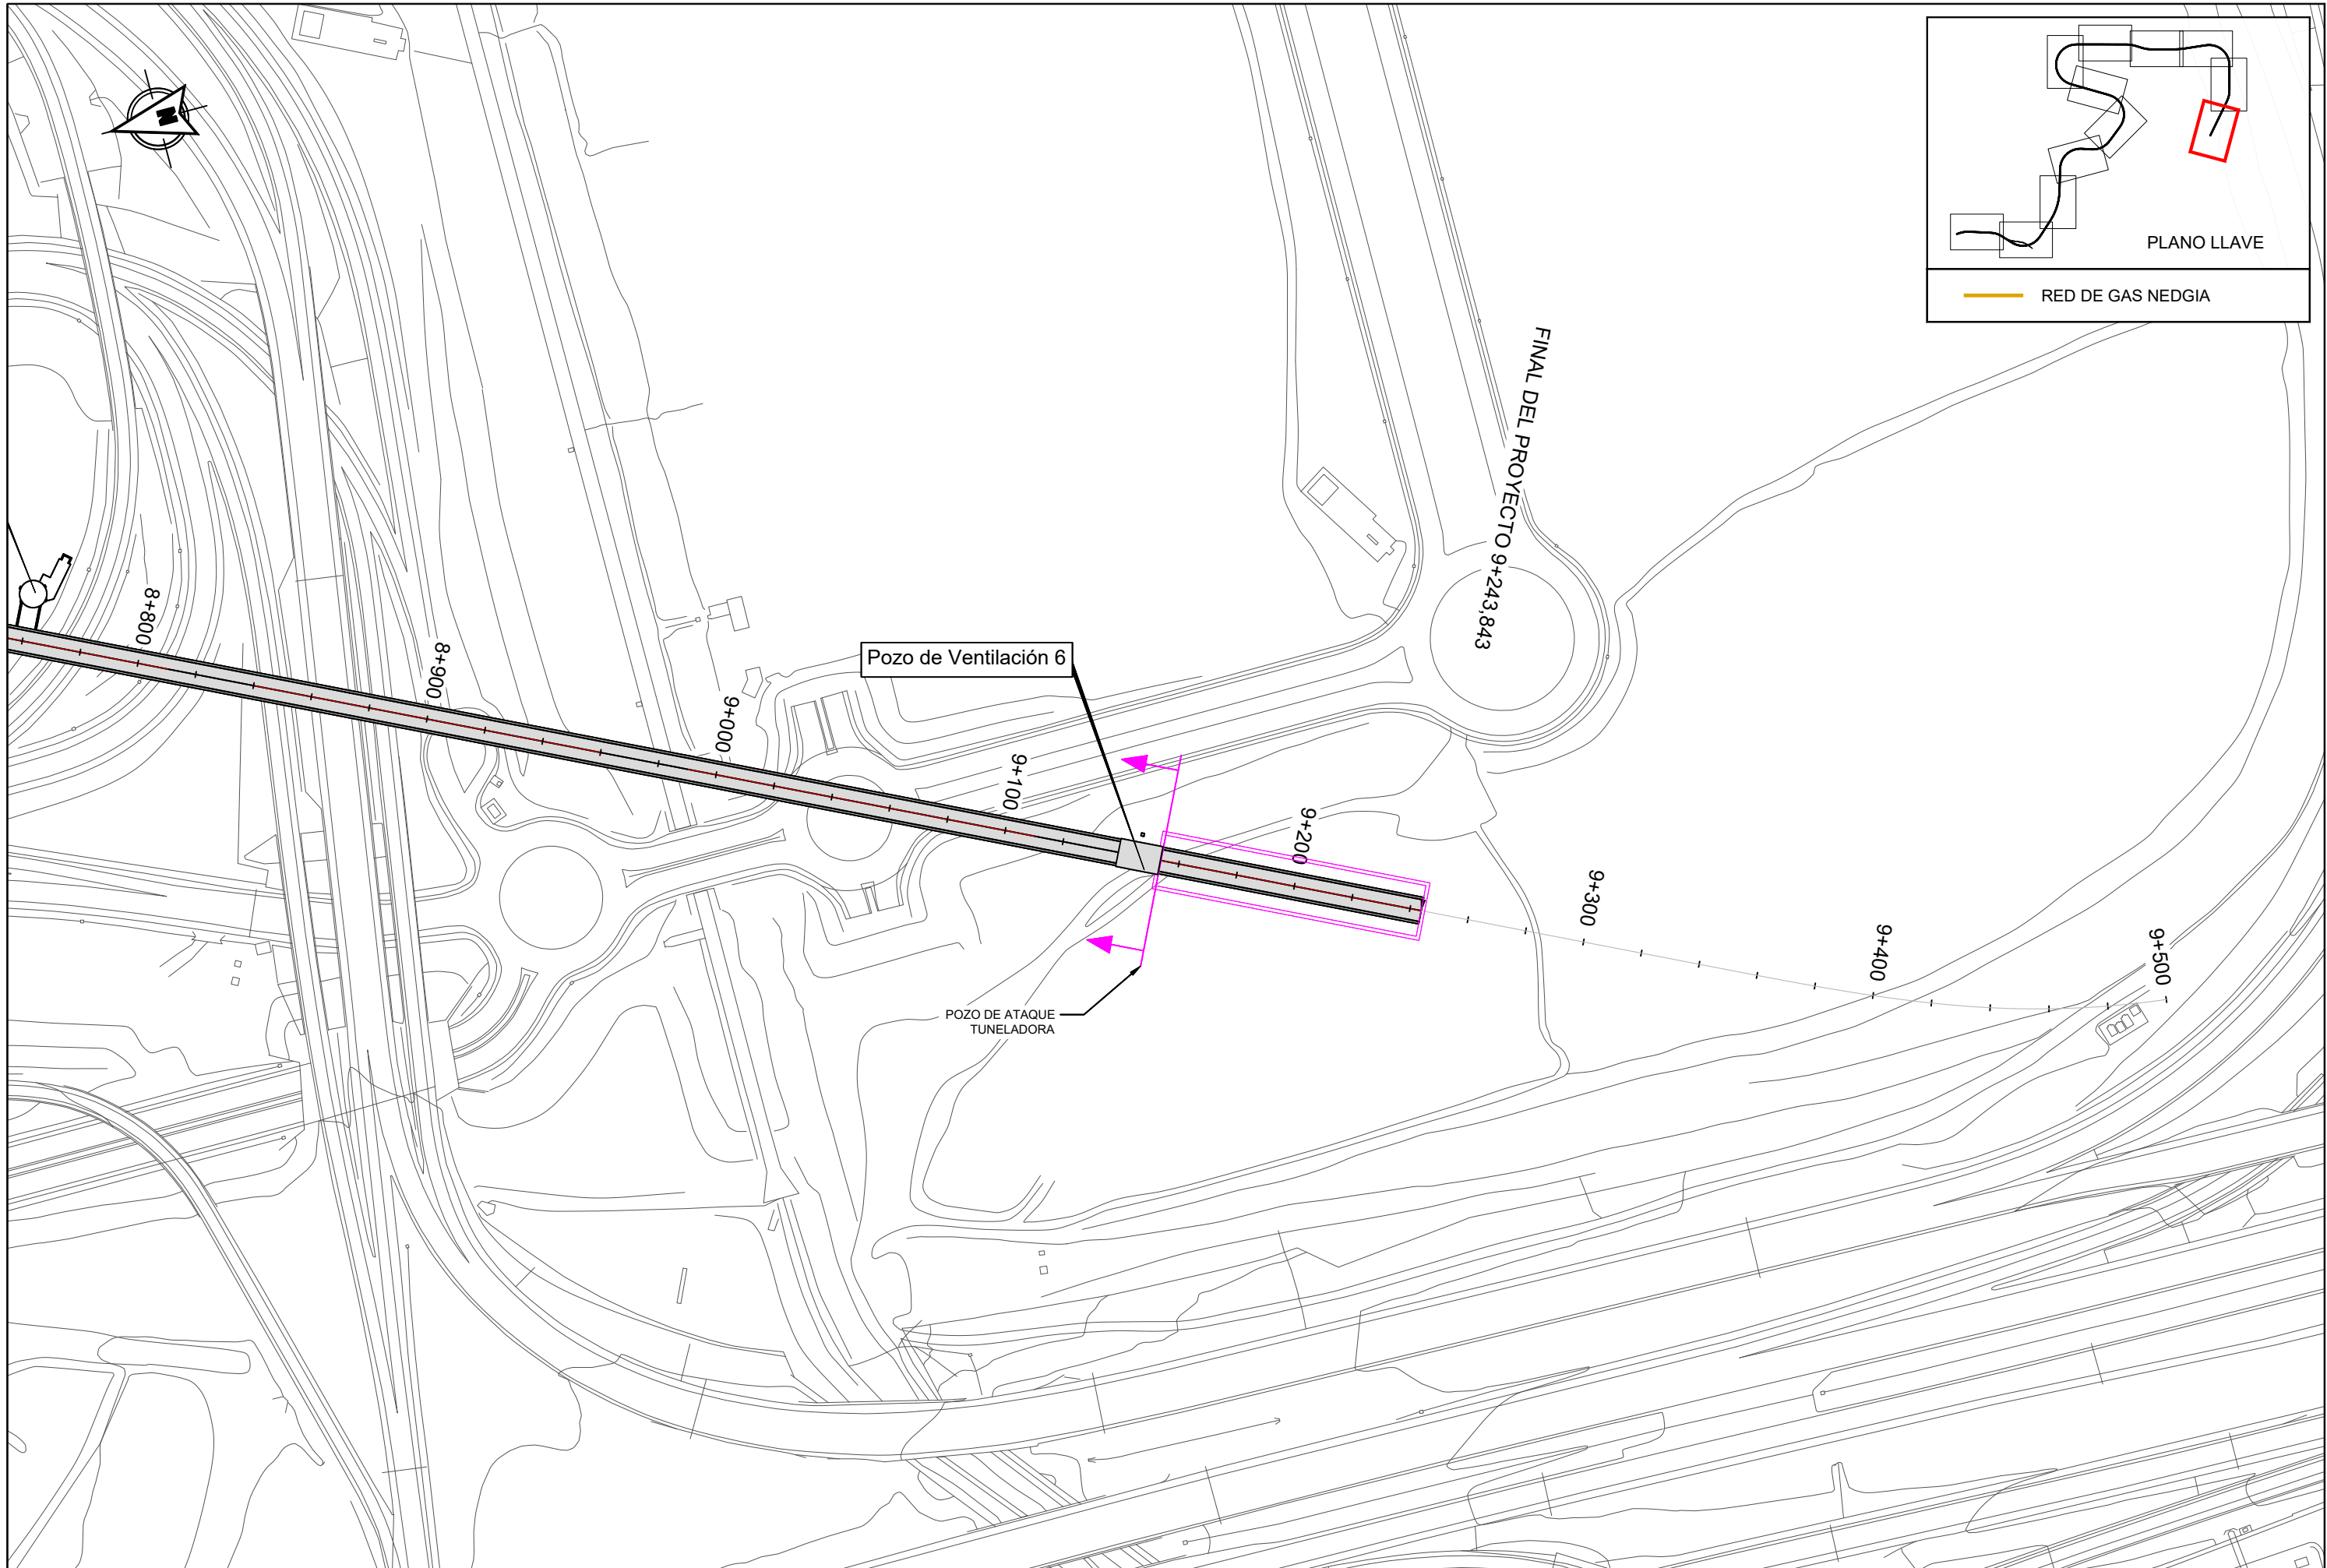 N
PLANO LLAVE
RED DE GAS NEDGIA
FINAL DEL PROYECTO 9+243,843
8+800
8+900
9+000
Pozo de Ventilación 6
9+100
9+200
9+300
9+400
9+500
POZO DE ATAQUE
TUNELADORA